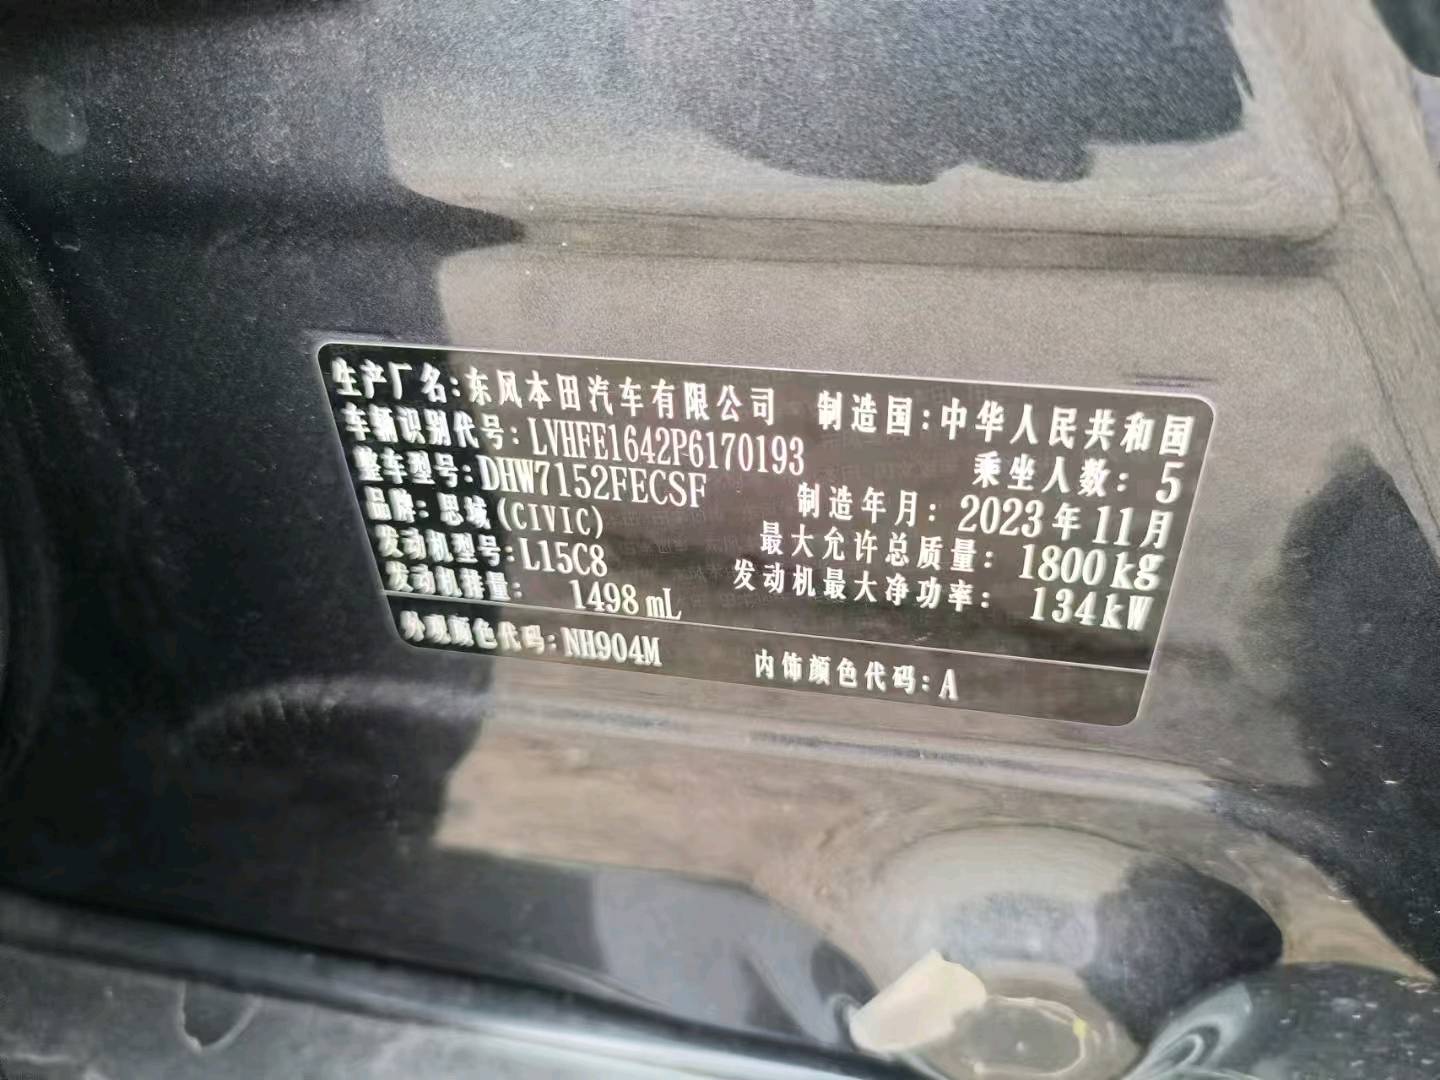 生产厂名:东风本田汽车有限公司 制造国:中华人民共和国
车辆识别代号:LVHFE1642P6170193 乘坐人数:5
整车型号:DHW7152FECSF 制造年月:2023年11月
品牌:思域(CIVIC) 最大允许总质量:1800kg
发动机型号:L15C8 发动机最大净功率:134kW
发动机排量:1498mL
外观颜色代码:NH904M 内饰颜色代码:A